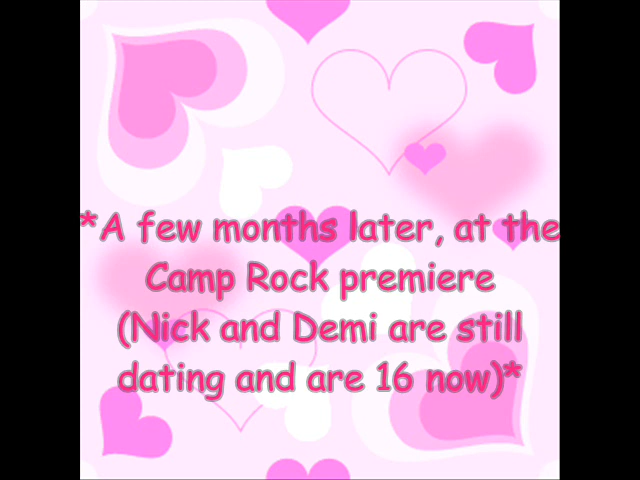 *A few months later, at the
Camp Rock premiere
(Nick and Demi are still
dating and are 16 now)*